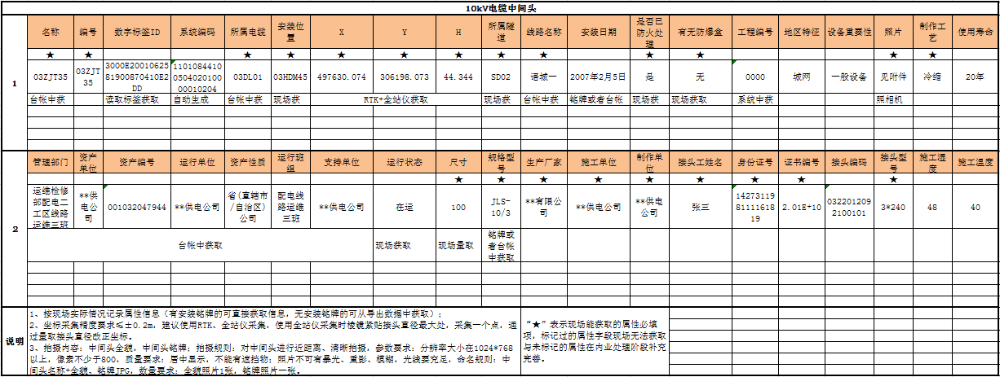 10kV电缆中间头
名称 编号 数字标签ID 系统编码 所属电缆 安装位置 X Y H 所属隧道 线路名称 安装日期 是否已防火处理 有无防爆盒 工程编号 地区特征 设备重要性 照片 制作工艺 使用寿命
★ ★ ★ ★ ★ ★ ★ ★ ★ ★ ★ ★ ★
1
03ZJT35 03ZJT35 3000E2001062581900870410E2DD 1101084410050402010000010204 03DL01 03HDM45 497630.074 306198.073 44.344 SD02 语城一 2007年2月5日 是 无 0000 城网 一般设备 见附件 冷缩 20年
台帐中获 读取标签获取 自动生成 台帐中获 现场获 RTK+全站仪获取 现场获 台帐中获 铭牌或者台帐 现场获 现场获取 系统中获 照相机
管理部门 资产单位 资产编号 运行单位 资产性质 运行班组 支持单位 运行状态 尺寸 规格型号 生产厂家 施工单位 制作单位 接头工姓名 身份证号 证书编号 接头编码 接头型号 施工湿度 施工温度
★ ★ ★ ★ ★ ★ ★ ★ ★
2
运维检修部配电二工区线路运维三班 **供电公司 001032047944 **供电公司 省(直辖市/自治区)公司 配电线路运维三班 **供电公司 在运 100 JLS-10/3 **有限公司 **供电公司 **供电公司 张三 142731198111161819 2.01E+10 0322012092100101 3*240 48 40
台帐中获取 现场获取 现场量取 铭牌或者台帐中获取
说明
1、按现场实际情况记录属性信息（有安装铭牌的可直接获取信息，无安装铭牌的可从导出数据中获取）；
2、坐标采集精度要求≤±0.2m，建议使用RTK、全站仪采集，使用全站仪采集时棱镜紧贴接头直径最大处，采集一个点，通
过量取接头直径改正坐标。
3、拍摄内容：中间头全貌，中间头铭牌；拍摄规则：对中间头进行近距离、清晰拍摄，参数要求：分辨率大小在1024*768
以上，像素不少于800，质量要求：居中显示，不能有遮挡物；照片不可有暴光、重影、模糊，光线要充足，命名规则：中
间头名称+全貌、铭牌JPG，数量要求：全貌照片1张，铭牌照片一张。
“★”表示现场能获取的属性必填
项，标记过的属性字段现场无法获取
与未标记的属性在内业处理阶段补充
完善。